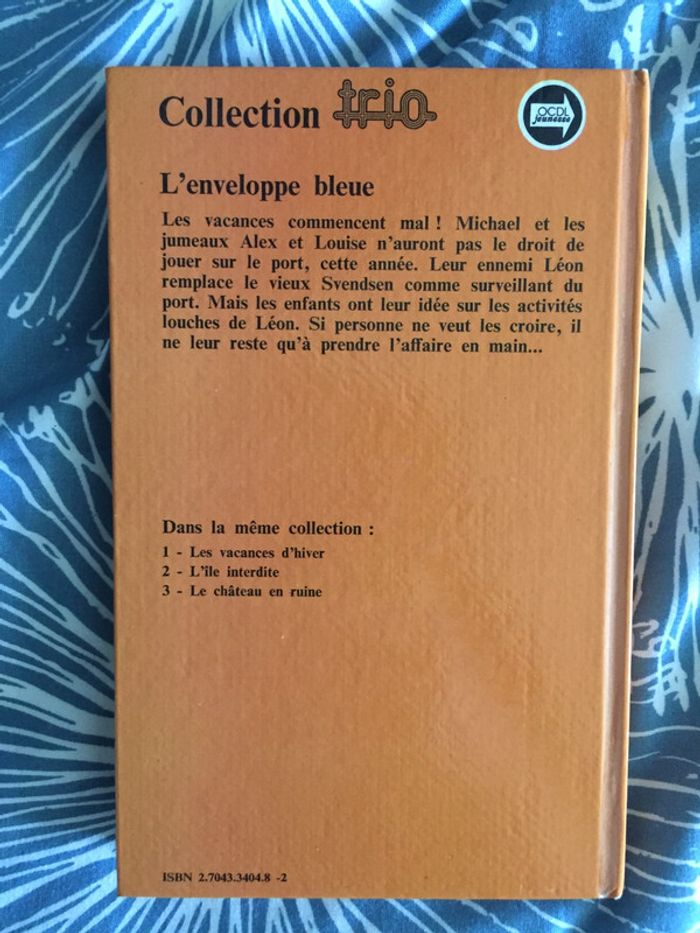 Collection trio
OCDL
jeunesse
L'enveloppe bleue
Les vacances commencent mal ! Michael et les
jumeaux Alex et Louise n'auront pas le droit de
jouer sur le port, cette année. Leur ennemi Léon
remplace le vieux Svendsen comme surveillant du
port. Mais les enfants ont leur idée sur les activités
louches de Léon. Si personne ne veut les croire, il
ne leur reste qu'à prendre l'affaire en main...
Dans la même collection :
1 - Les vacances d'hiver
2 - L'île interdite
3 - Le château en ruine
ISBN 2.7043.3404.8 -2